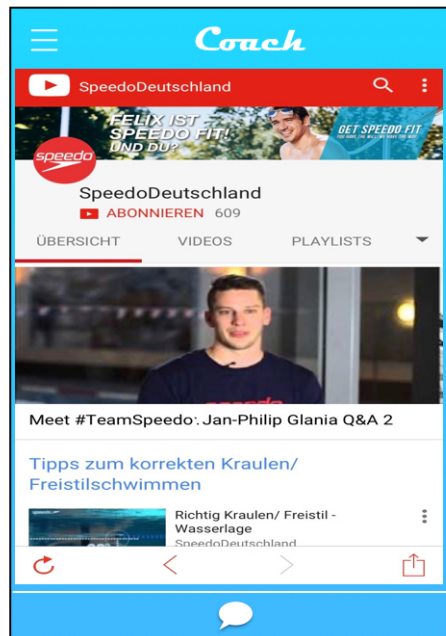 Coach
SpeedoDeutschland
FELIX IST
SPEEDO FIT!
UND DU?
GET SPEEDO FIT
speedo
SpeedoDeutschland
ABONNIEREN 609
ÜBERSICHT VIDEOS PLAYLISTS
Meet #TeamSpeedo: Jan-Philip Glania Q&A 2
Tipps zum korrekten Kraulen/
Freistilschwimmen
Richtig Kraulen/ Freistil -
Wasserlage
SpeedoDeutschland